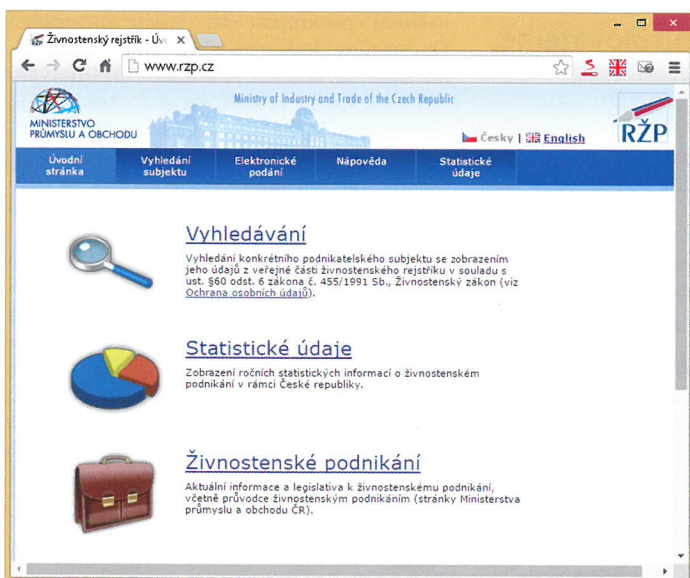 Živnostenský rejstřík - Úvo
www.rzp.cz
MINISTERSTVO
PRŮMYSLU A OBCHODU
Ministry of Industry and Trade of the Czech Republic
Česky | English
RŽP
Úvodní stránka
Vyhledání subjektu
Elektronické podání
Nápověda
Statistické údaje
Vyhledávání
Vyhledání konkrétního podnikatelského subjektu se zobrazením
jeho údajů z veřejné části živnostenského rejstříku v souladu s
ust. §60 odst. 6 zákona č. 455/1991 Sb., Živnostenský zákon (viz
Ochrana osobních údajů).
Statistické údaje
Zobrazení ročních statistických informací o živnostenském
podnikání v rámci České republiky.
Živnostenské podnikání
Aktuální informace a legislativa k živnostenskému podnikání,
včetně průvodce živnostenským podnikáním (stránky Ministerstva
průmyslu a obchodu ČR).